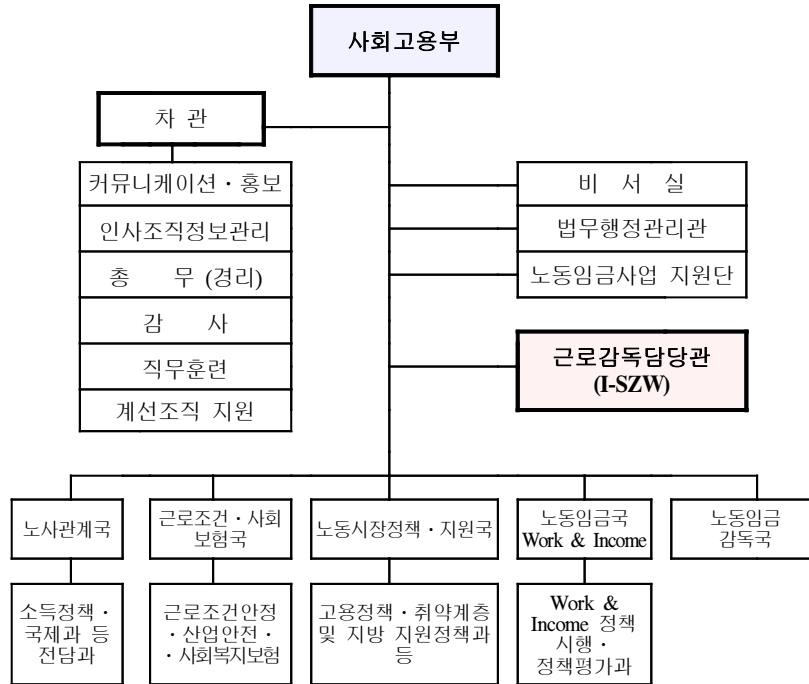 사회고용부
차 관
커뮤니케이션・홍보
인사조직정보관리
총 무 (경리)
감 사
직무훈련
계선조직 지원
비 서 실
법무행정관리관
노동임금사업 지원단
근로감독담당관
(I-SZW)
노사관계국
근로조건・사회
보험국
노동시장정책・지원국
노동임금국
Work & Income
노동임금
감독국
소득정책・
국제과 등
전담과
근로조건안정
・산업안전・
・사회복지보험
고용정책・취약계층
및 지방 지원정책과
등
Work &
Income 정책
시행・
정책평가과